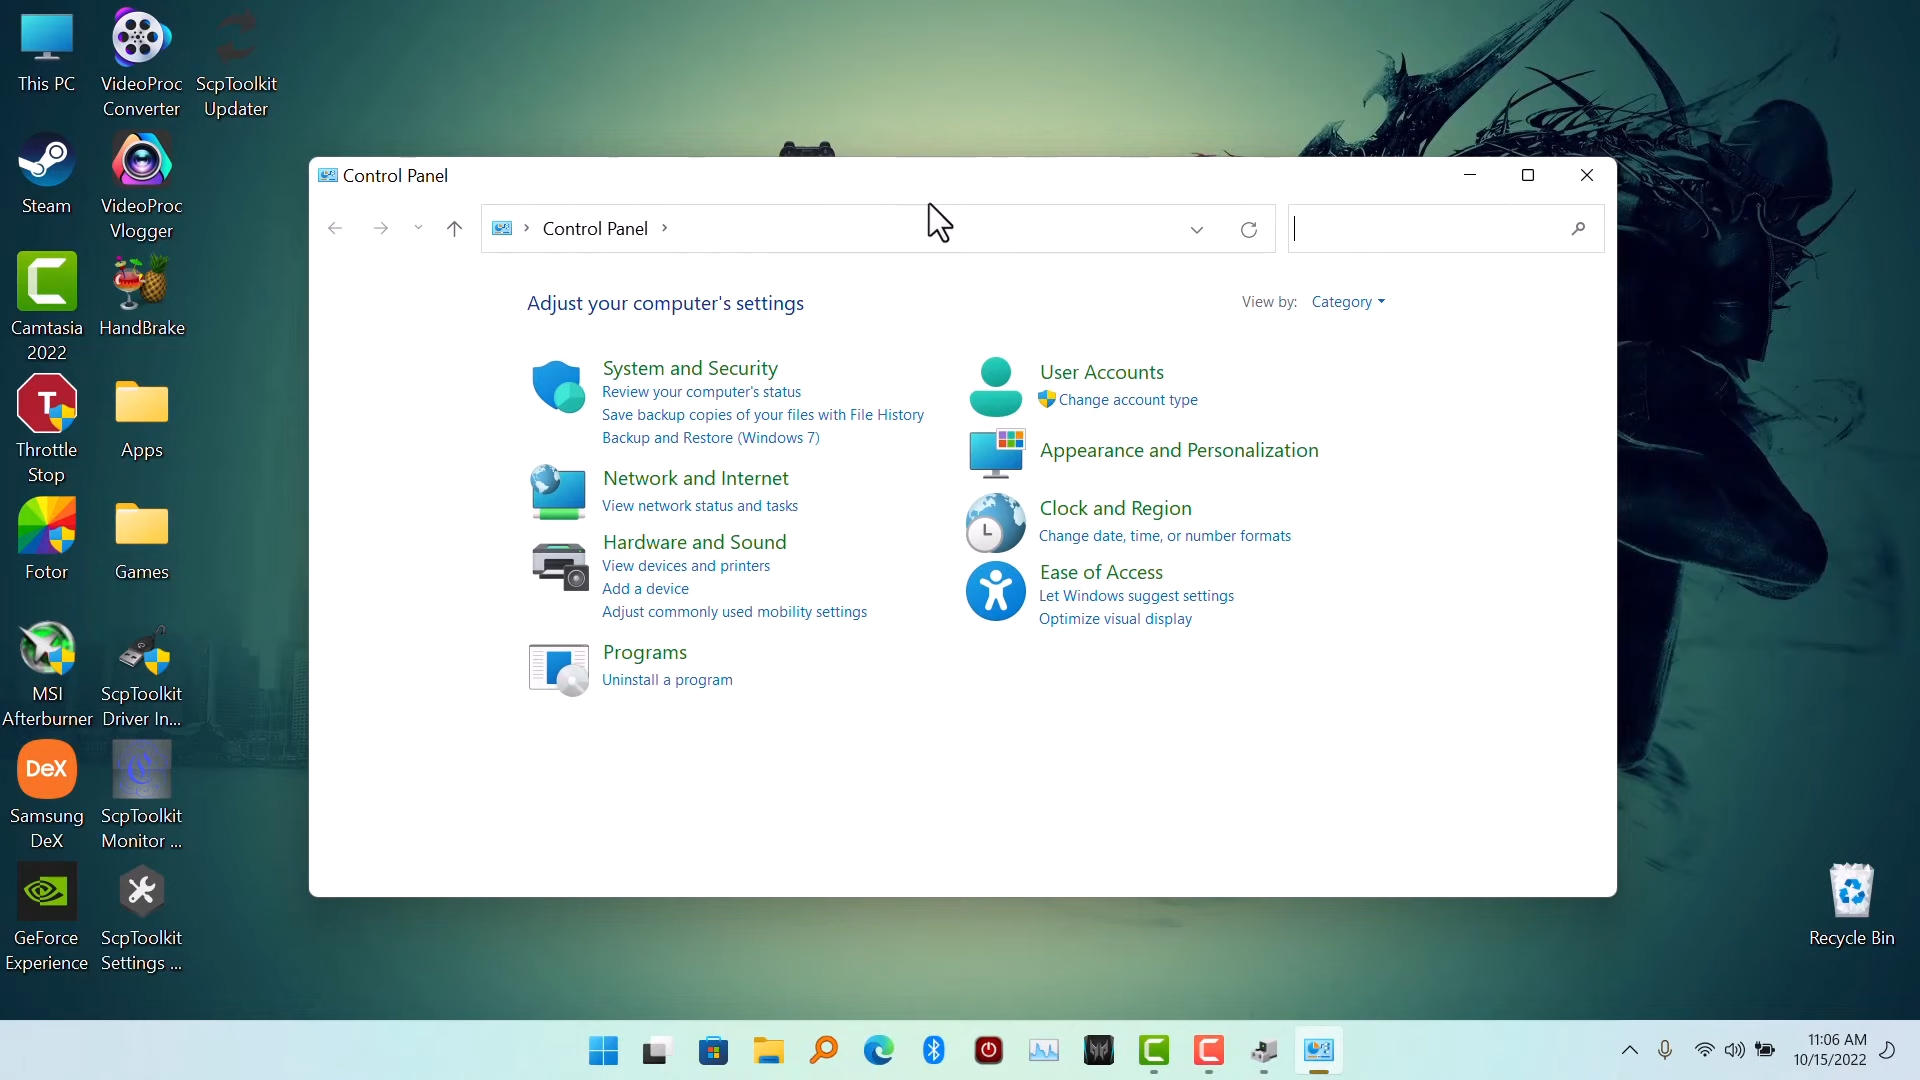 This PC
VideoProc
Converter
ScpToolkit
Updater
Steam
VideoProc
Vlogger
Camtasia
2022
HandBrake
T
Throttle
Stop
Apps
Fotor
Games
MSI
Afterburner
ScpToolkit
Driver In...
DeX
Samsung
DeX
ScpToolkit
Monitor ...
GeForce
Experience
ScpToolkit
Settings ...
Control Panel
Control Panel
Adjust your computer's settings
View by: Category
System and Security
Review your computer's status
Save backup copies of your files with File History
Backup and Restore (Windows 7)
Network and Internet
View network status and tasks
Hardware and Sound
View devices and printers
Add a device
Adjust commonly used mobility settings
Programs
Uninstall a program
User Accounts
Change account type
Appearance and Personalization
Clock and Region
Change date, time, or number formats
Ease of Access
Let Windows suggest settings
Optimize visual display
Recycle Bin
11:06 AM
10/15/2022